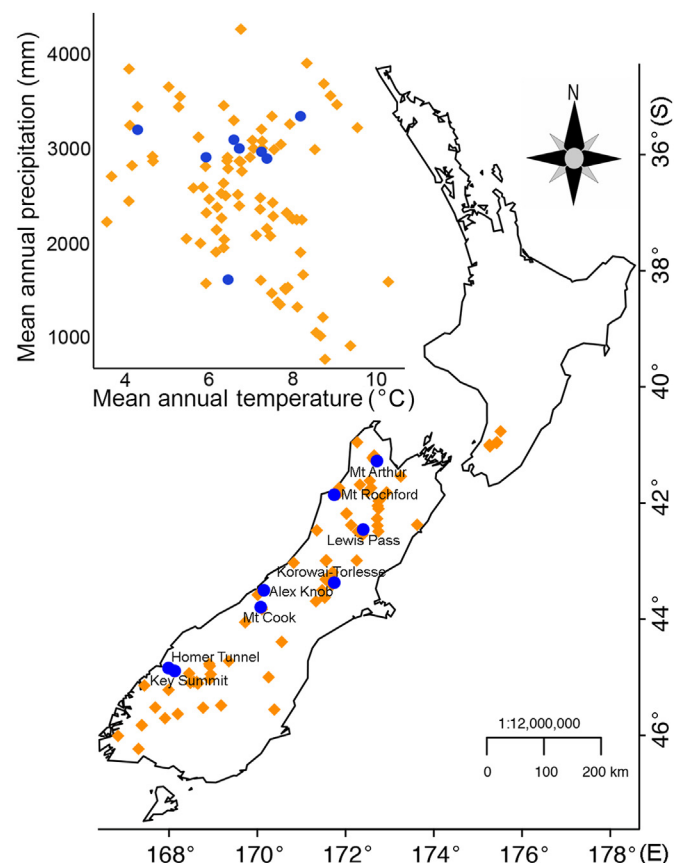 Mean annual precipitation (mm)
4000
3000
2000
1000
4 6 8 10
Mean annual temperature (°C)
N
36° (S)
38°
40°
42°
44°
46°
Mt Arthur
Mt Rochford
Lewis Pass
Korowai-Torlesse
Alex Knob
Mt Cook
Homer Tunnel
Key Summit
1:12,000,000
0 100 200 km
168° 170° 172° 174° 176° 178° (E)